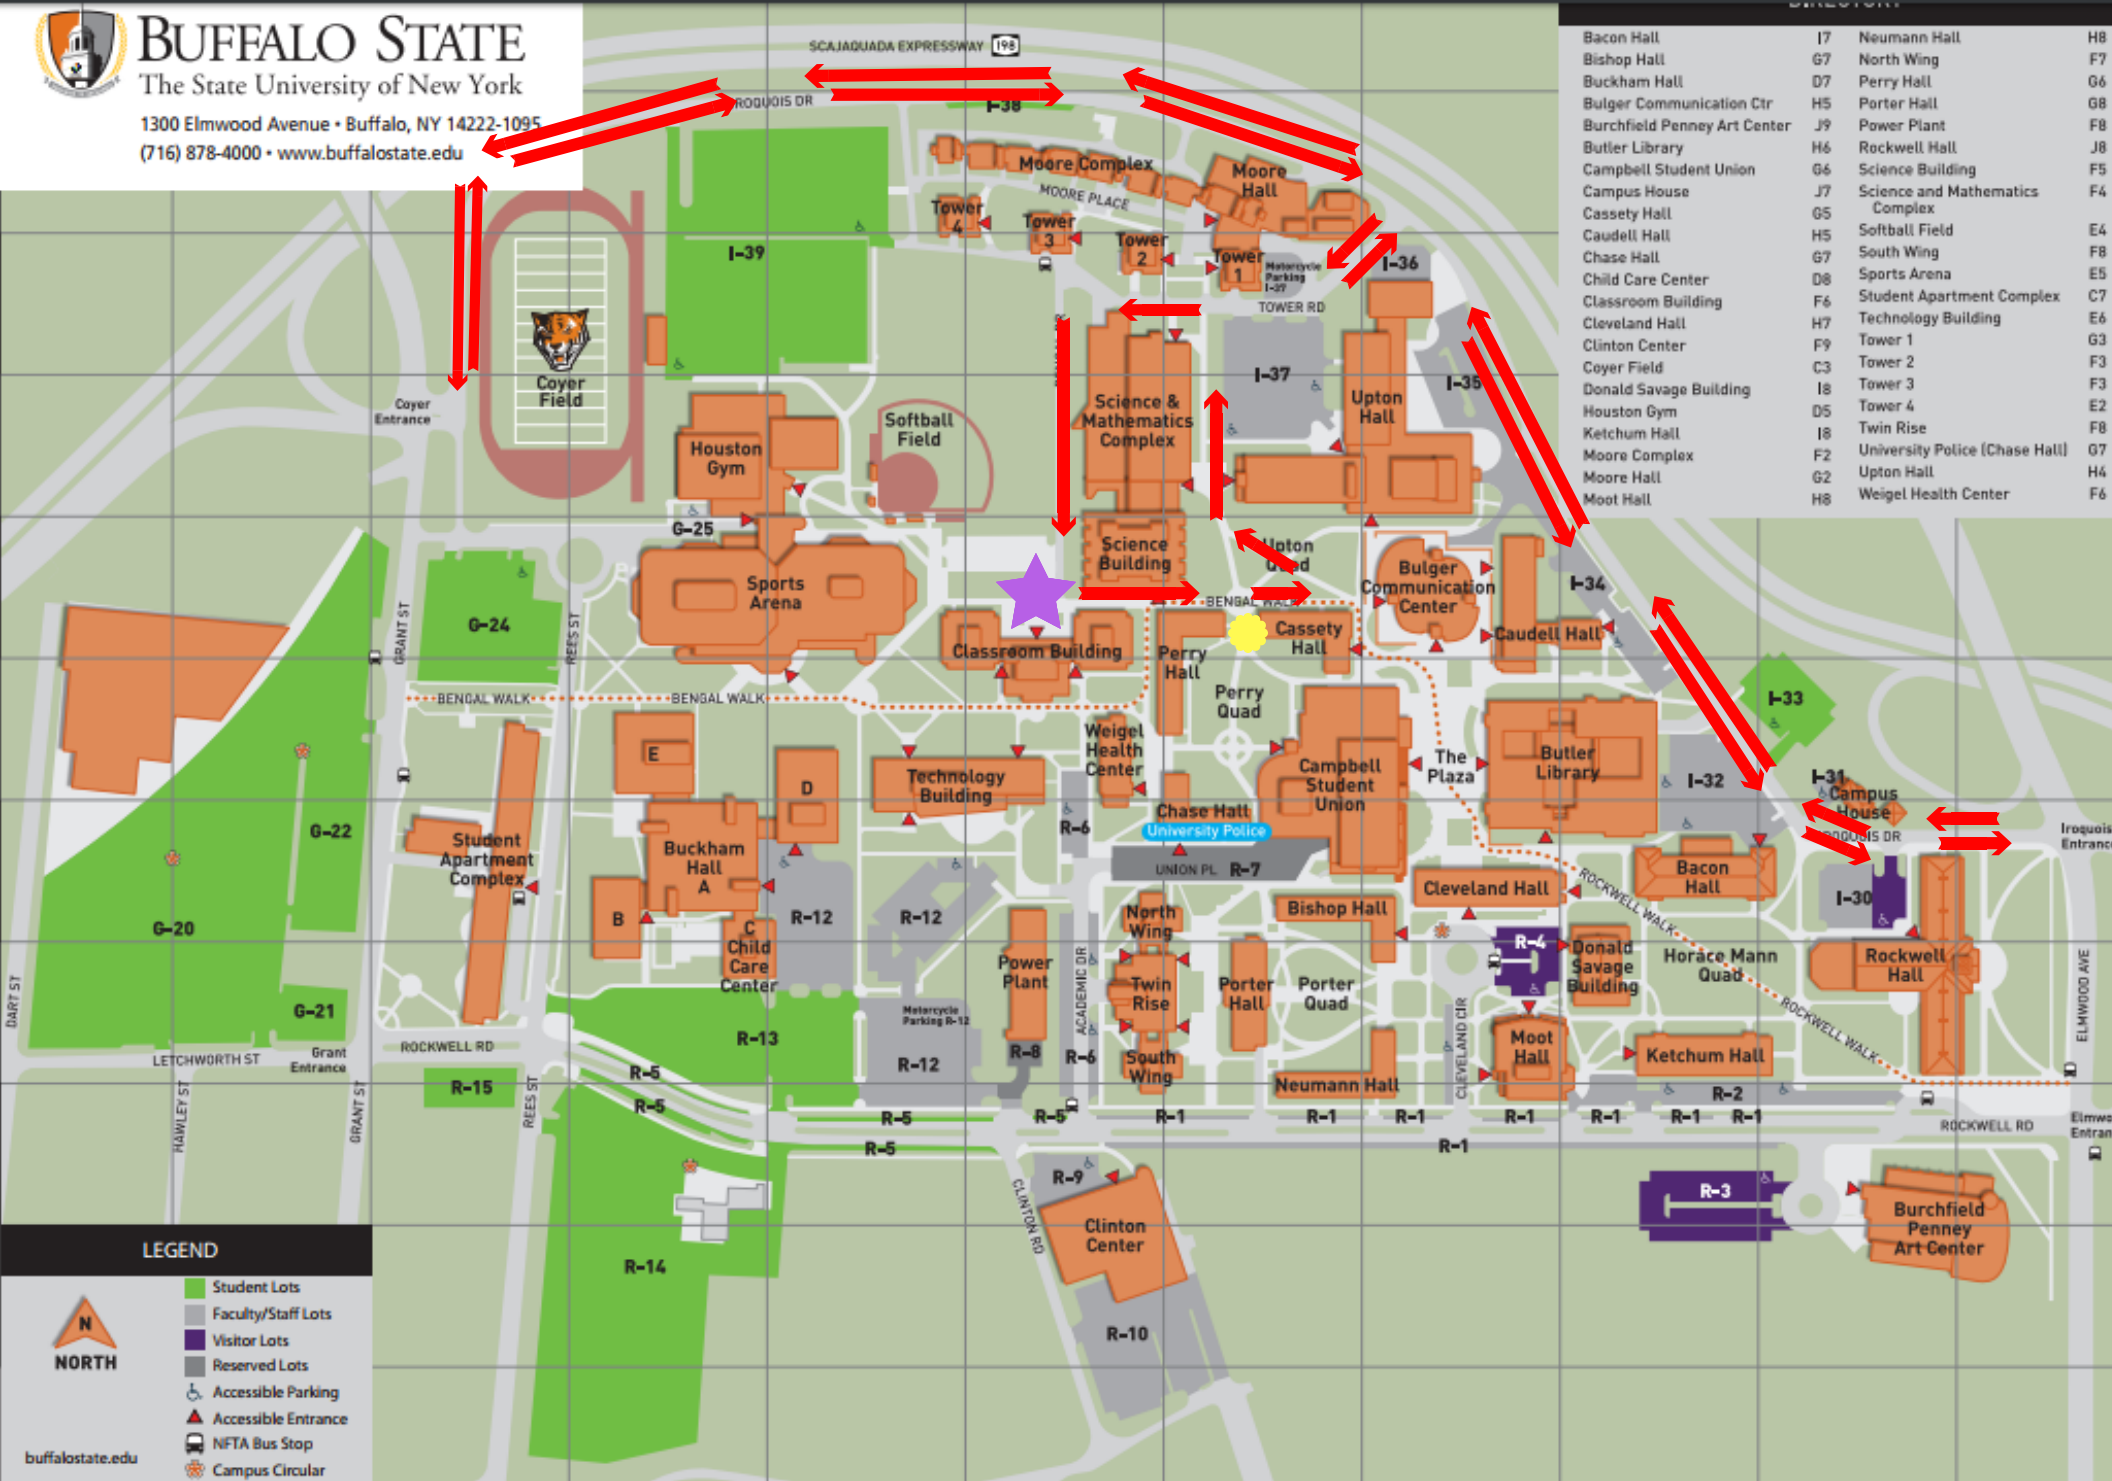 BUFFALO STATE
The State University of New York
1300 Elmwood Avenue • Buffalo, NY 14222-1095
(716) 878-4000 • www.buffalostate.edu
SCAJAQUADA EXPRESSWAY 198
ROQUOIS DR
I-38
Moore Complex
Moore
Hall
MOORE PLACE
Tower
4
Tower
3
Tower
2
Tower
1
Motorcycle
Parking
I-37
I-36
TOWER RD
I-39
Coyer
Field
Coyer
Entrance
Houston
Gym
Softball
Field
Science &
Mathematics
Complex
I-37
Upton
Hall
I-35
G-25
Science
Building
Upton
Quad
Bulger
Communication
Center
I-34
Sports
Arena
BENGAL WALK
Cassety
Hall
Caudell Hall
G-24
GRANT ST
REES ST
Classroom Building
Perry
Hall
Perry
Quad
BENGAL WALK
BENGAL WALK
I-33
Weigel
Health
Center
Campbell
Student
Union
The
Plaza
Butler
Library
I-32
I-31
Campus
House
E
D
Technology
Building
Chase Hall
University Police
R-6
UNION PL
R-7
Iroquois
Entrance
G-22
Student
Apartment
Complex
Buckham
Hall
A
B
C
Child
Care
Center
R-12
R-12
Cleveland Hall
Bacon
Hall
I-30
ROCKWELL WALK
G-20
North
Wing
Bishop Hall
R-4
Donald
Savage
Building
Horace Mann
Quad
Rockwell
Hall
Power
Plant
ACADEMIC DR
Twin
Rise
Porter
Hall
Porter
Quad
CLEVELAND CIR
ROCKWELL WALK
ELMWOOD AVE
DART ST
G-21
Motorcycle
Parking R-12
R-13
R-12
R-8
R-6
South
Wing
Neumann Hall
Moot
Hall
Ketchum Hall
LETCHWORTH ST
Grant
Entrance
ROCKWELL RD
R-15
HAWLEY ST
GRANT ST
REES ST
R-5
R-5
R-5
R-5
R-5
R-1
R-1
R-1
R-1
R-1
R-1
R-1
R-2
R-1
ROCKWELL RD
Elmwo
Entran
R-9
CLINTON RD
Clinton
Center
R-10
R-14
R-3
Burchfield
Penney
Art Center
DIRECTORY
Bacon Hall I7
Bishop Hall G7
Buckham Hall D7
Bulger Communication Ctr H5
Burchfield Penney Art Center J9
Butler Library H6
Campbell Student Union G6
Campus House J7
Cassety Hall G5
Caudell Hall H5
Chase Hall G7
Child Care Center D8
Classroom Building F6
Cleveland Hall H7
Clinton Center F9
Coyer Field C3
Donald Savage Building I8
Houston Gym D5
Ketchum Hall I8
Moore Complex F2
Moore Hall G2
Moot Hall H8
Neumann Hall H8
North Wing F7
Perry Hall G6
Porter Hall G8
Power Plant F8
Rockwell Hall J8
Science Building F5
Science and Mathematics F4
Complex
Softball Field E4
South Wing F8
Sports Arena E5
Student Apartment Complex C7
Technology Building E6
Tower 1 G3
Tower 2 F3
Tower 3 F3
Tower 4 E2
Twin Rise F8
University Police (Chase Hall) G7
Upton Hall H4
Weigel Health Center F6
LEGEND
N
NORTH
buffalostate.edu
Student Lots
Faculty/Staff Lots
Visitor Lots
Reserved Lots
Accessible Parking
Accessible Entrance
NFTA Bus Stop
Campus Circular